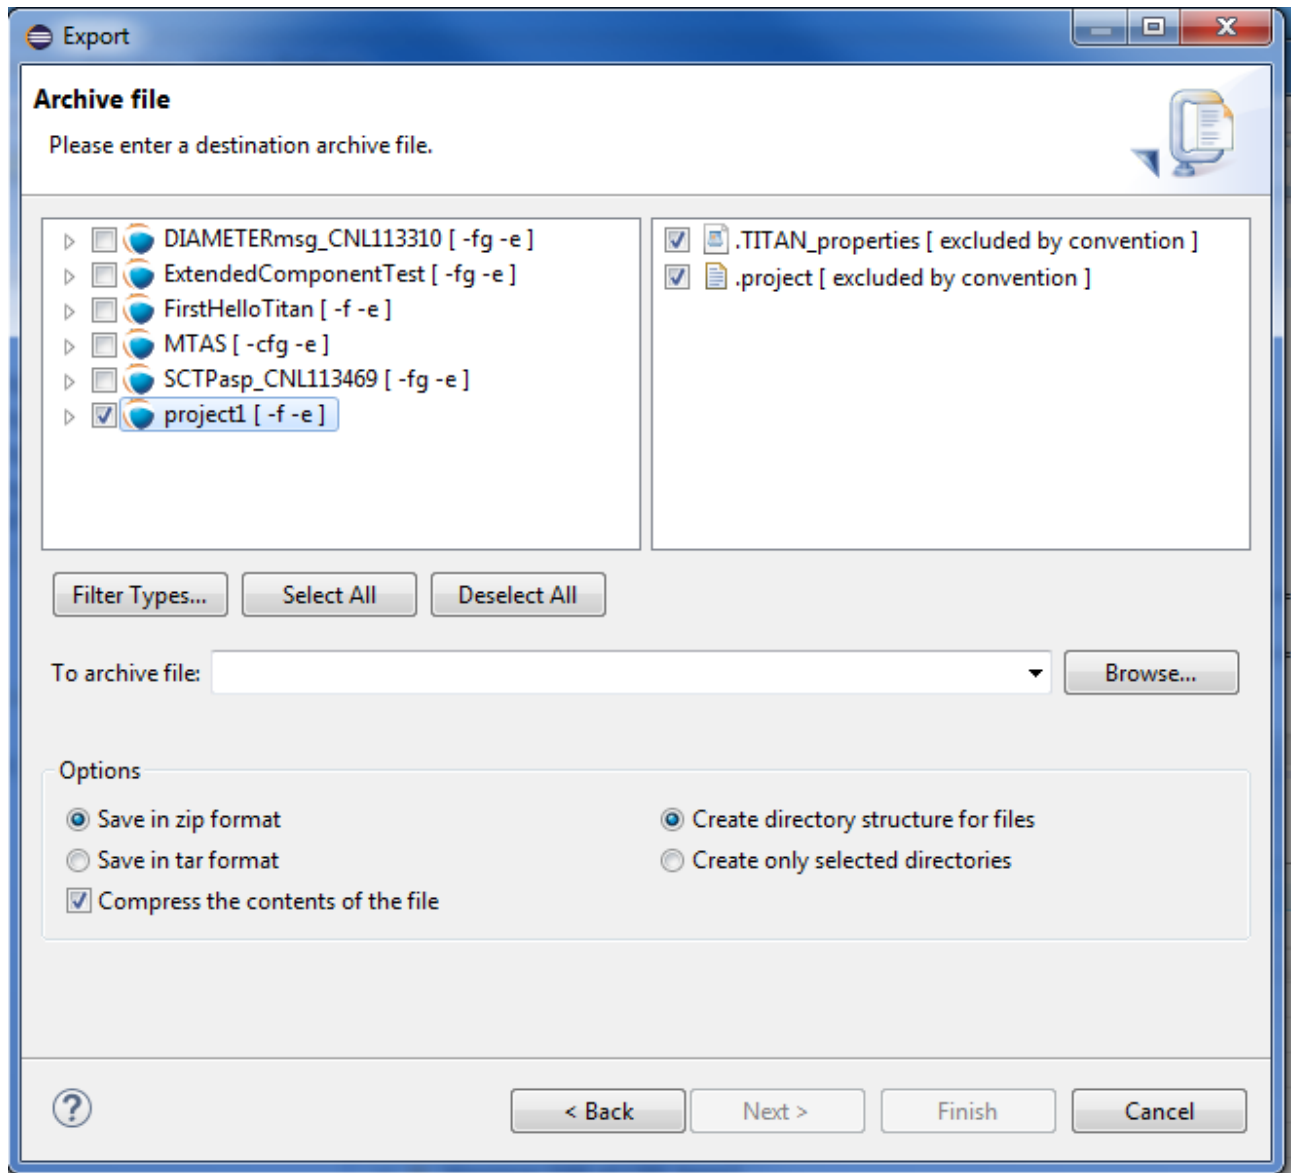 Export
Archive file
Please enter a destination archive file.
DIAMETERmsg_CNL113310 [ -fg -e ]
ExtendedComponentTest [ -fg -e ]
FirstHelloTitan [ -f -e ]
MTAS [ -cfg -e ]
SCTPasp_CNL113469 [ -fg -e ]
project1 [ -f -e ]
.TITAN_properties [ excluded by convention ]
.project [ excluded by convention ]
Filter Types...
Select All
Deselect All
To archive file:
Browse...
Options
Save in zip format
Save in tar format
Compress the contents of the file
Create directory structure for files
Create only selected directories
?
< Back
Next >
Finish
Cancel